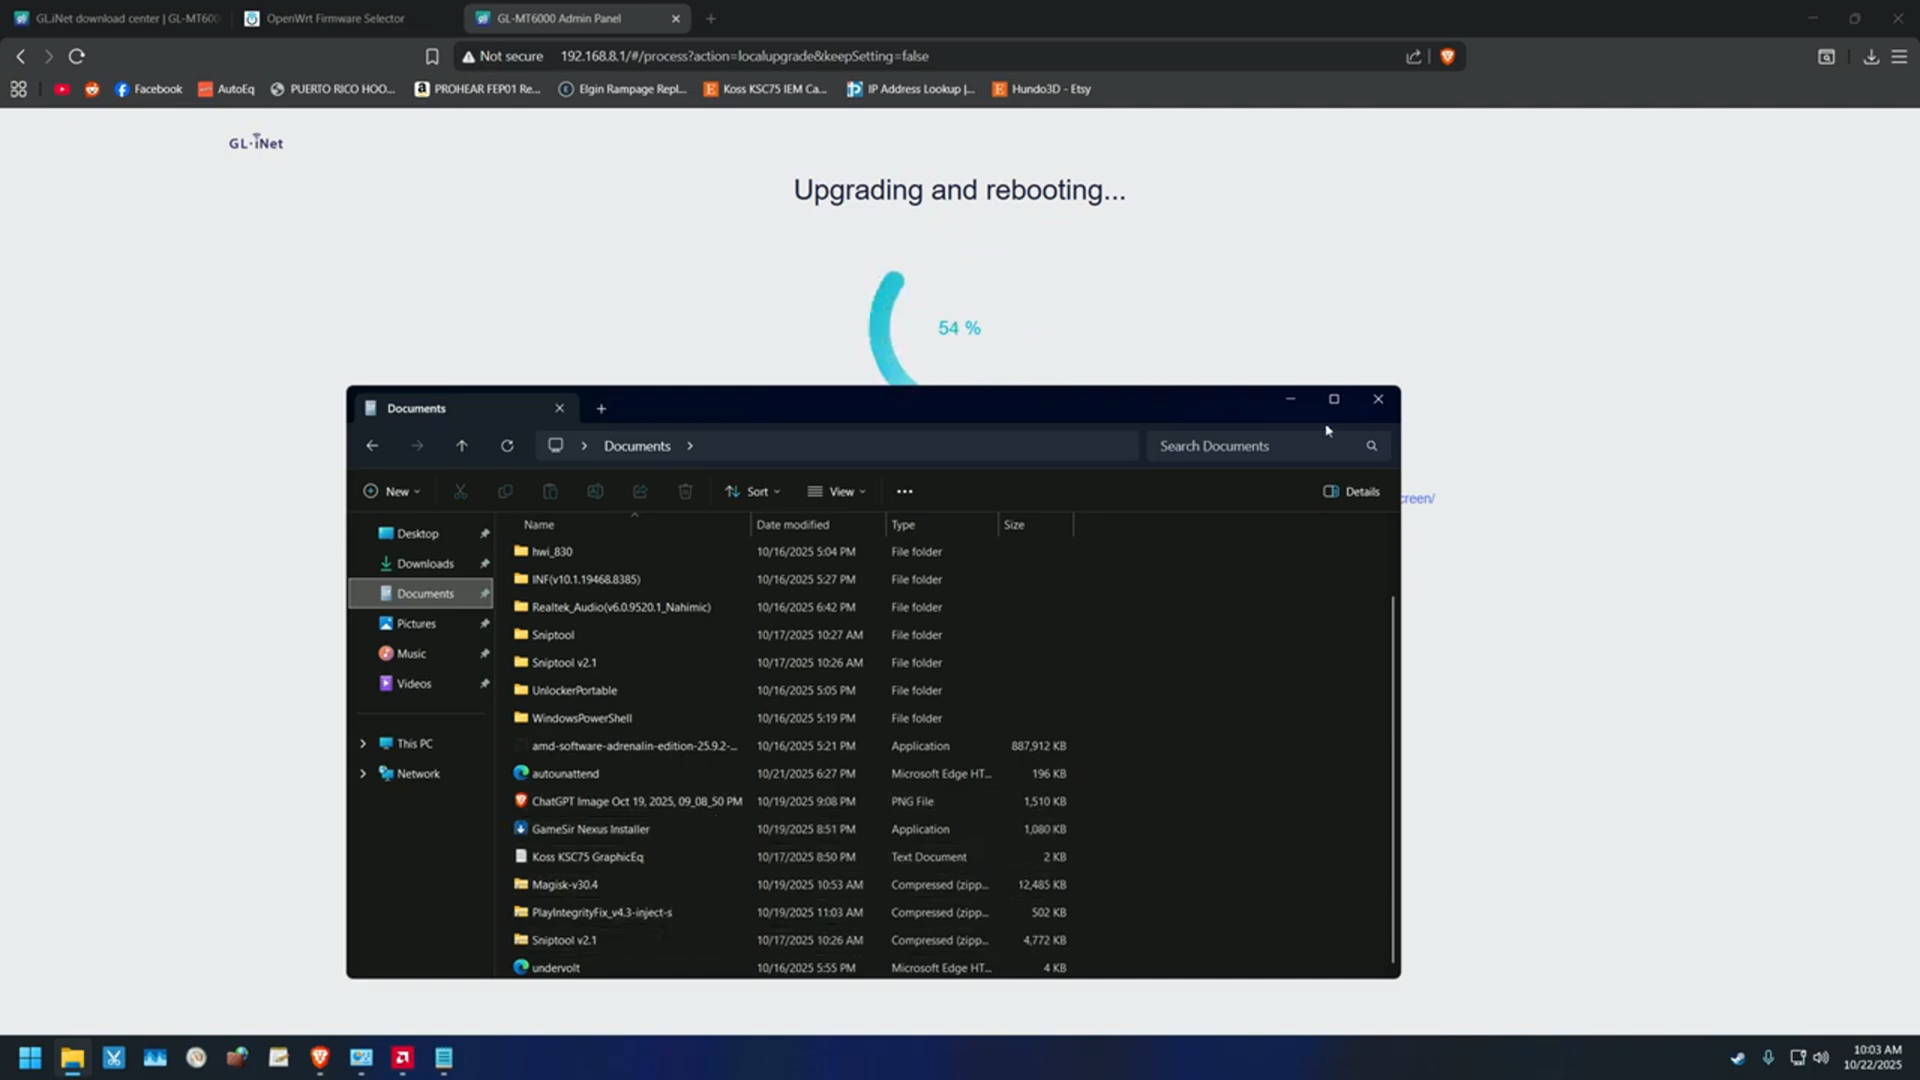 GL.iNet download center | GL-MT600
OpenWrt Firmware Selector
GL-MT6000 Admin Panel
Not secure
192.168.8.1/#/process?action=localupgrade&keepSetting=false
Facebook
AutoEq
PUERTO RICO HOO...
PROHEAR FEP01 Re...
Elgin Rampage Repl...
Koss KSC75 IEM Ca...
IP Address Lookup |...
Hundo3D - Etsy
GL·iNet
Upgrading and rebooting...
54 %
Documents
Documents
Search Documents
New
Sort
View
Details
creen/
Name
Date modified
Type
Size
Desktop
Downloads
Documents
Pictures
Music
Videos
This PC
Network
hwi_830 10/16/2025 5:04 PM File folder
INF(v10.1.19468.8385) 10/16/2025 5:27 PM File folder
Realtek_Audio(v6.0.9520.1_Nahimic) 10/16/2025 6:42 PM File folder
Sniptool 10/17/2025 10:27 AM File folder
Sniptool v2.1 10/17/2025 10:26 AM File folder
UnlockerPortable 10/16/2025 5:05 PM File folder
WindowsPowerShell 10/16/2025 5:19 PM File folder
amd-software-adrenalin-edition-25.9.2-... 10/16/2025 5:21 PM Application 887,912 KB
autounattend 10/21/2025 6:27 PM Microsoft Edge HT... 196 KB
ChatGPT Image Oct 19, 2025, 09_08_50 PM 10/19/2025 9:08 PM PNG File 1,510 KB
GameSir Nexus Installer 10/19/2025 8:51 PM Application 1,080 KB
Koss KSC75 GraphicEq 10/17/2025 8:50 PM Text Document 2 KB
Magisk-v30.4 10/19/2025 10:53 AM Compressed (zipp... 12,485 KB
PlayIntegrityFix_v4.3-inject-s 10/19/2025 11:03 AM Compressed (zipp... 502 KB
Sniptool v2.1 10/17/2025 10:26 AM Compressed (zipp... 4,772 KB
undervolt 10/16/2025 5:55 PM Microsoft Edge HT... 4 KB
10:03 AM
10/22/2025